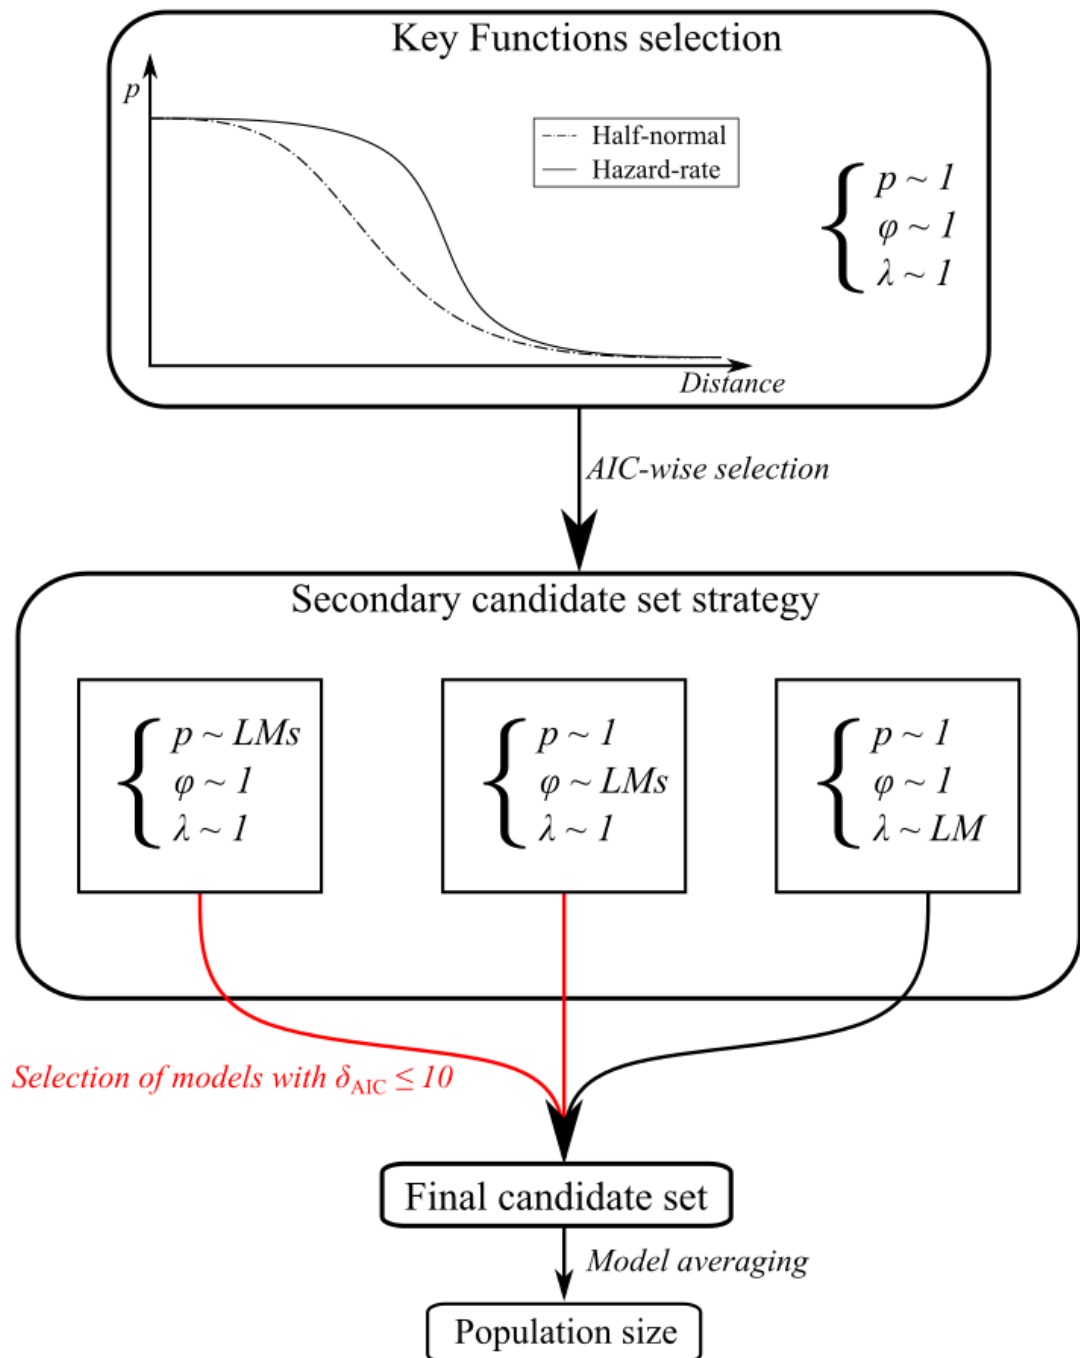 Key Functions selection
p
Half-normal
Hazard-rate
p ~ 1
φ ~ 1
λ ~ 1
Distance
AIC-wise selection
Secondary candidate set strategy
p ~ LMs
φ ~ 1
λ ~ 1
p ~ 1
φ ~ LMs
λ ~ 1
p ~ 1
φ ~ 1
λ ~ LM
Selection of models with δAIC ≤ 10
Final candidate set
Model averaging
Population size